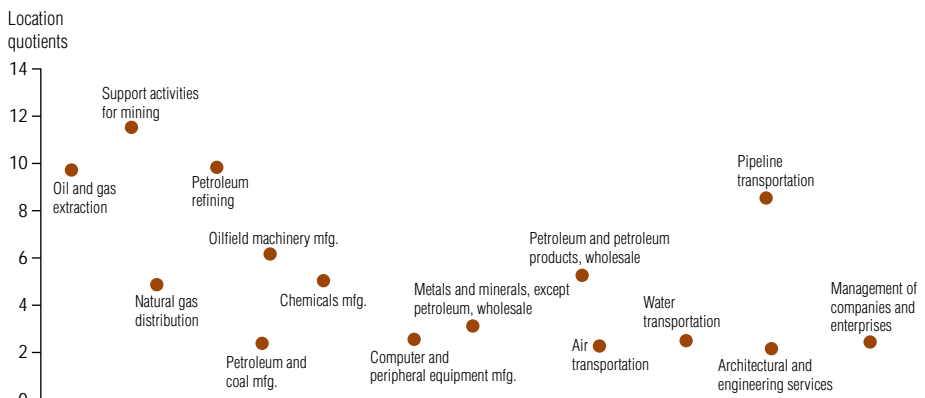 Location
quotients
14
12
10
8
6
4
2
0
Support activities
for mining
Oil and gas
extraction
Petroleum
refining
Pipeline
transportation
Oilfield machinery mfg.
Natural gas
distribution
Chemicals mfg.
Petroleum and
coal mfg.
Petroleum and petroleum
products, wholesale
Metals and minerals, except
petroleum, wholesale
Computer and
peripheral equipment mfg.
Air
transportation
Water
transportation
Architectural and
engineering services
Management of
companies and
enterprises